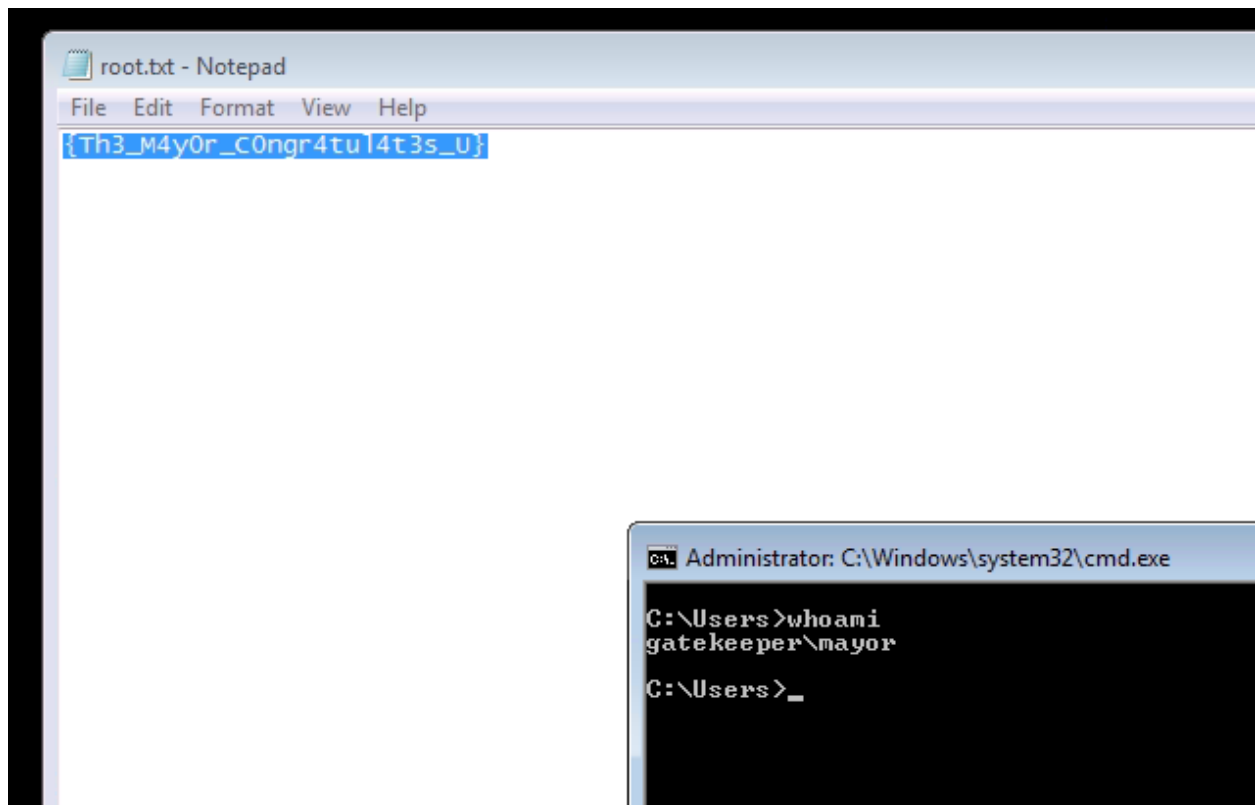 root.txt - Notepad
File Edit Format View Help
{Th3_M4y0r_C0ngr4tul4t3s_U}
Administrator: C:\Windows\system32\cmd.exe
C:\Users>whoami
gatekeeper\mayor
C:\Users>_